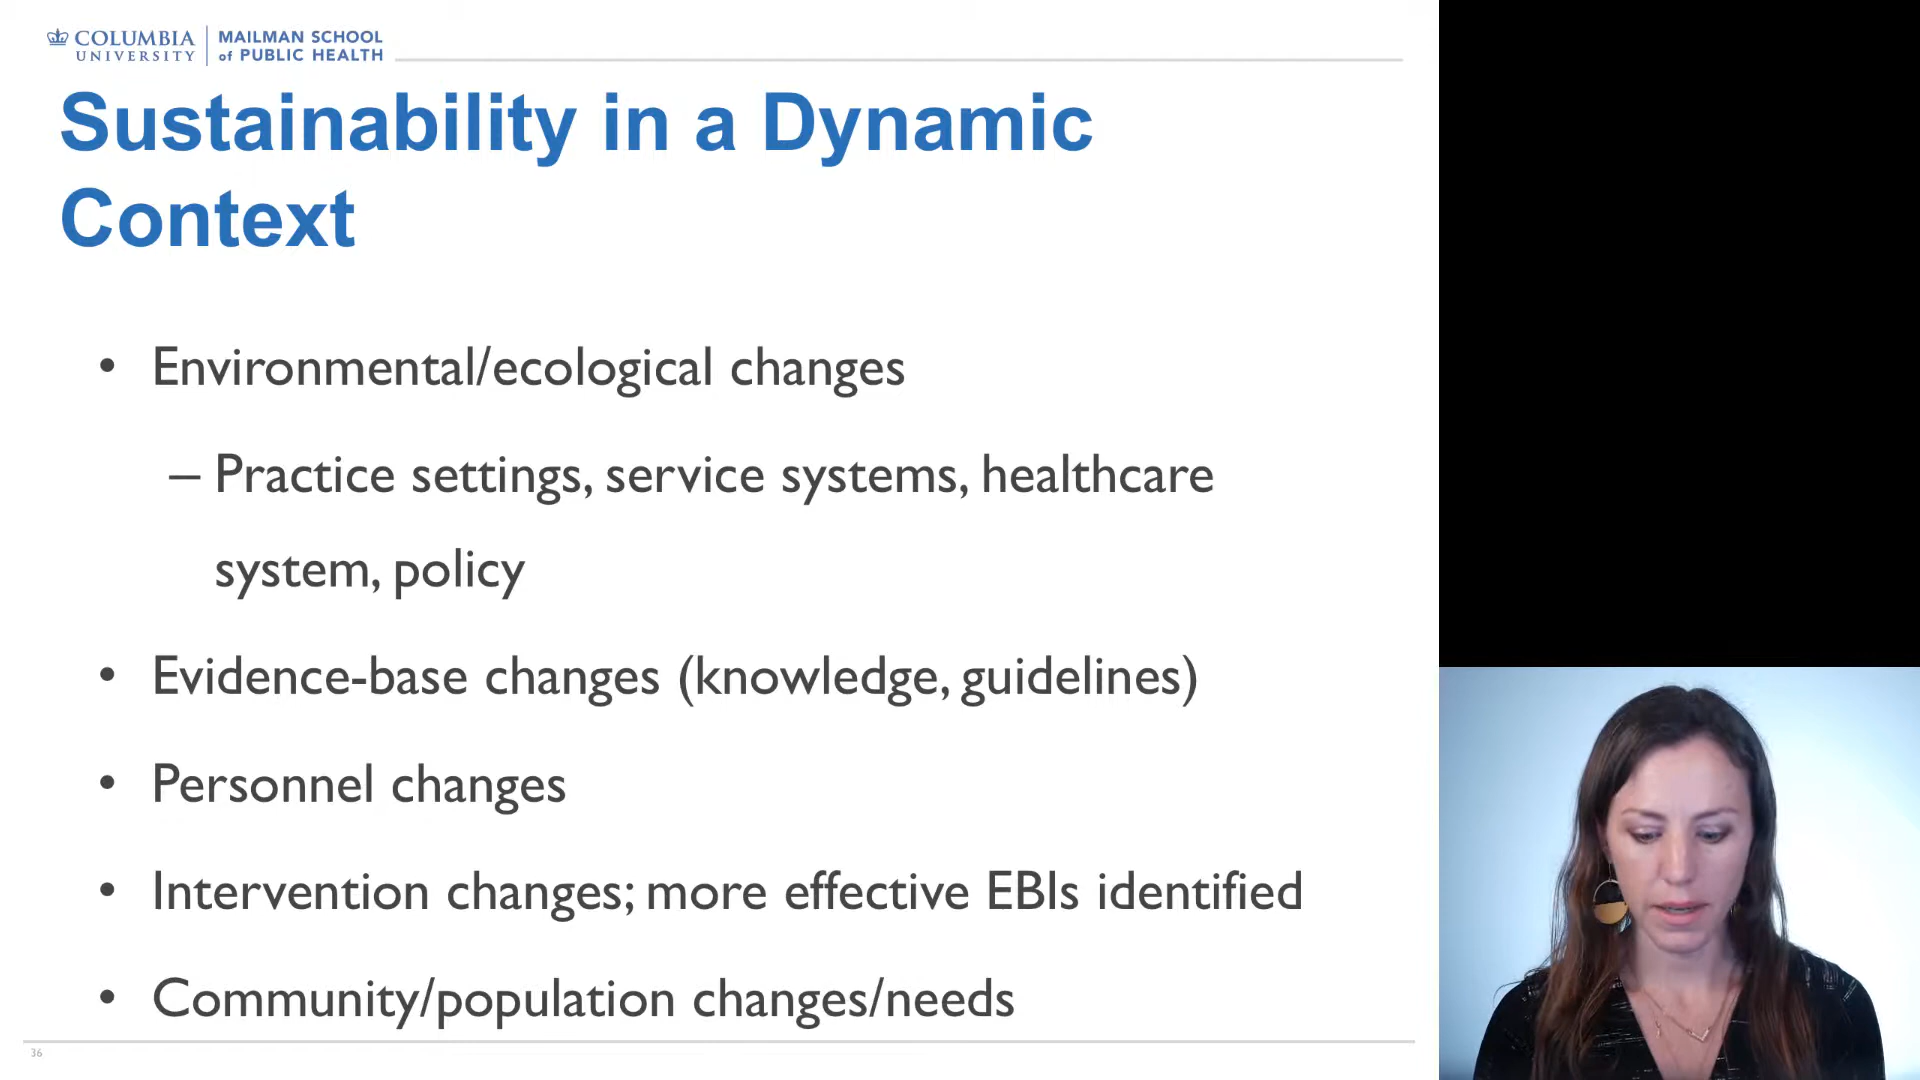 COLUMBIA UNIVERSITY
MAILMAN SCHOOL of PUBLIC HEALTH
Sustainability in a Dynamic
Context
• Environmental/ecological changes
– Practice settings, service systems, healthcare
system, policy
• Evidence-base changes (knowledge, guidelines)
• Personnel changes
• Intervention changes; more effective EBIs identified
• Community/population changes/needs
36